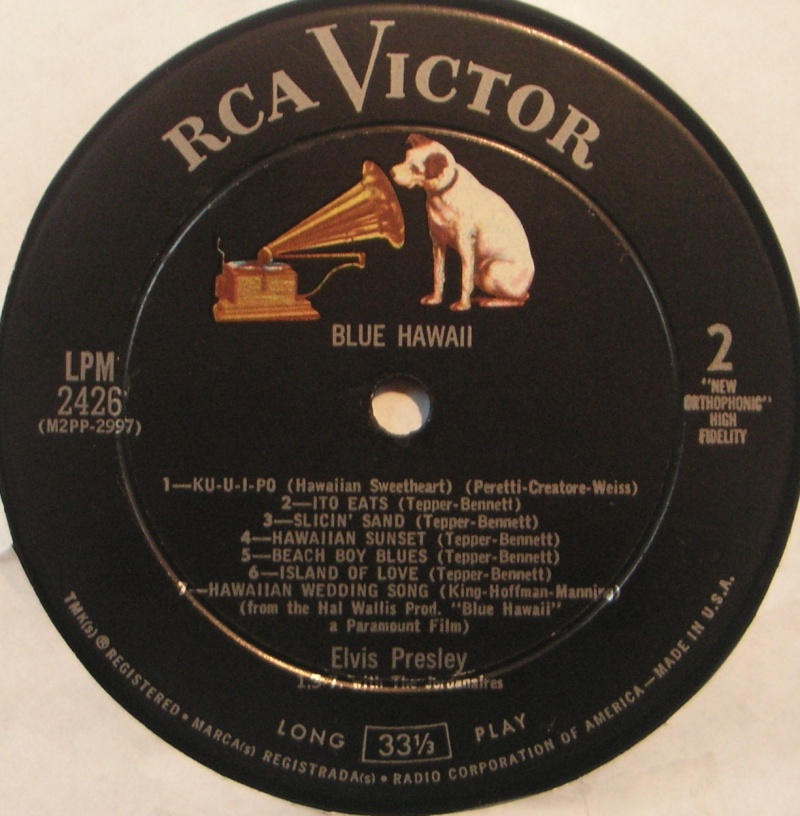 RCA VICTOR
BLUE HAWAII
LPM
2426
(M2PP-2997)
2
"NEW
ORTHOPHONIC"
HIGH
FIDELITY
1—KU-U-I-PO (Hawaiian Sweetheart) (Peretti-Creatore-Weiss)
2—ITO EATS (Tepper-Bennett)
3—SLICIN' SAND (Tepper-Bennett)
4—HAWAIIAN SUNSET (Tepper-Bennett)
5—BEACH BOY BLUES (Tepper-Bennett)
6—ISLAND OF LOVE (Tepper-Bennett)
—HAWAIIAN WEDDING SONG (King-Hoffman-Manning)
(from the Hal Wallis Prod. "Blue Hawaii"
a Paramount Film)
Elvis Presley
with The Jordanaires
LONG 33⅓ PLAY
TMK(s) ® REGISTERED • MARCA(s) REGISTRADA(s) • RADIO CORPORATION OF AMERICA—MADE IN U.S.A.